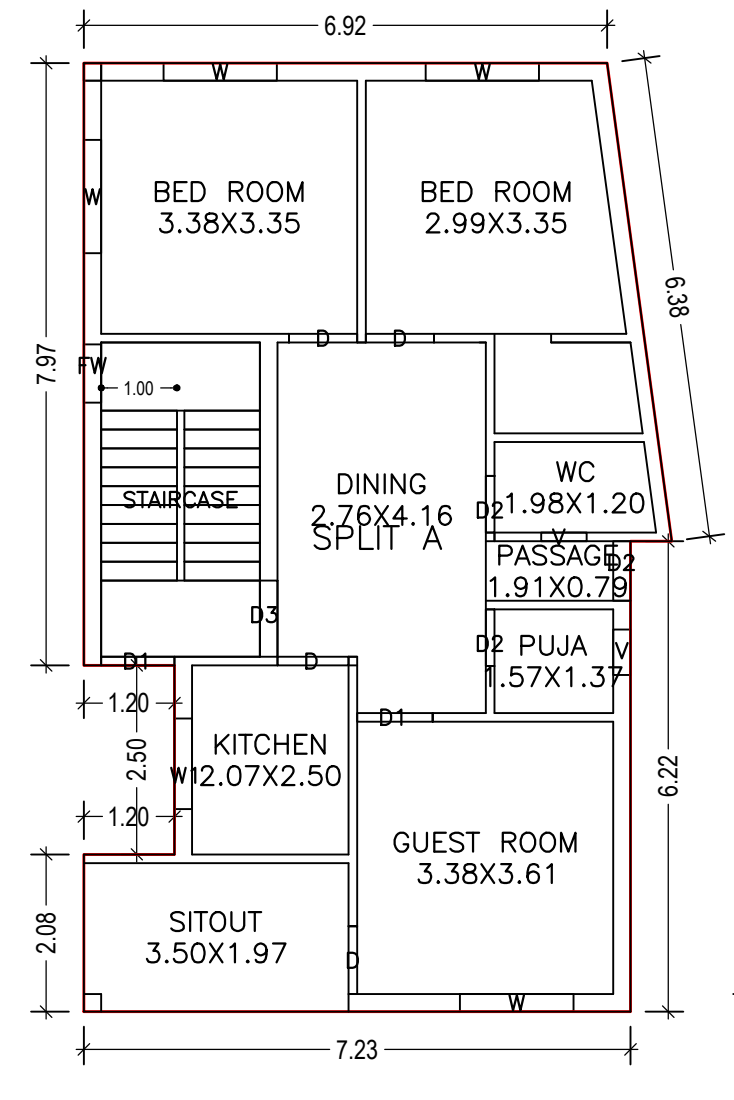 6.92
W
W
BED ROOM
3.38X3.35
BED ROOM
2.99X3.35
W
6.38
D
D
7.97
FW
1.00
STAIRCASE
DINING
2.76X4.16
SPLIT A
WC
1.98X1.20
D2
V
PASSAGE
1.91X0.79
D2
D3
D2
PUJA
1.57X1.37
V
D1
D
1.20
D1
2.50
KITCHEN
2.07X2.50
W1
6.22
1.20
GUEST ROOM
3.38X3.61
2.08
SITOUT
3.50X1.97
D
W
7.23